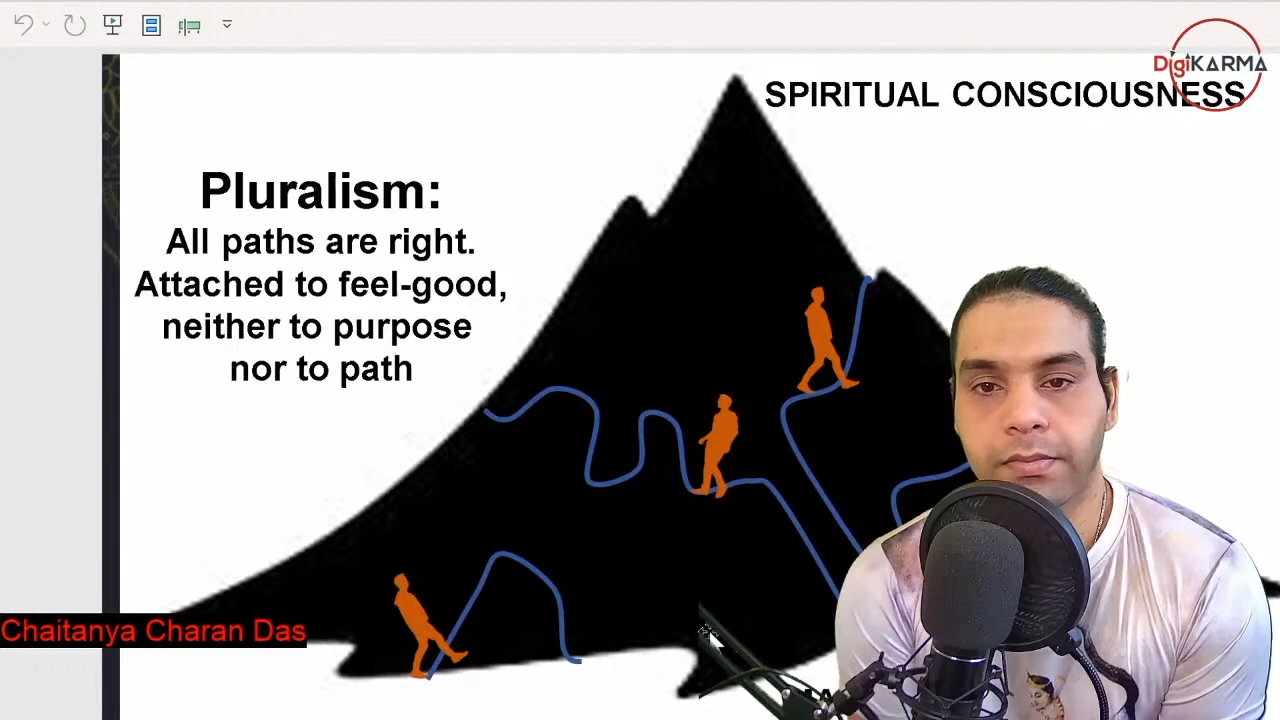 DigiKARMA
SPIRITUAL CONSCIOUSNESS
Pluralism:
All paths are right.
Attached to feel-good,
neither to purpose
nor to path
Chaitanya Charan Das